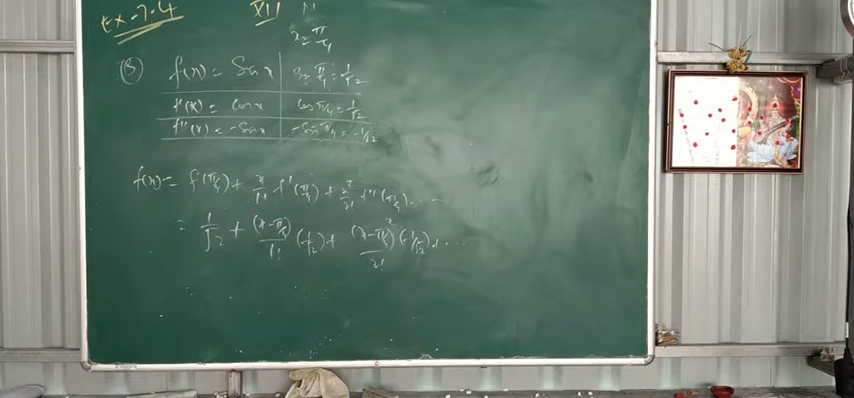 Ex-7.4 XII M
x = π/4
(3) f(x) = Sin x | Sin π/4 = 1/√2
f'(x) = Cos x | Cos π/4 = 1/√2
f''(x) = -Sin x | -Sin π/4 = -1/√2
f(x) = f(π/4) + x/1! f'(π/4) + x²/2! f''(π/4) ....
= 1/√2 + (x-π/4)/1! (1/√2) + (x-π/4)²/2! (-1/√2) + ...